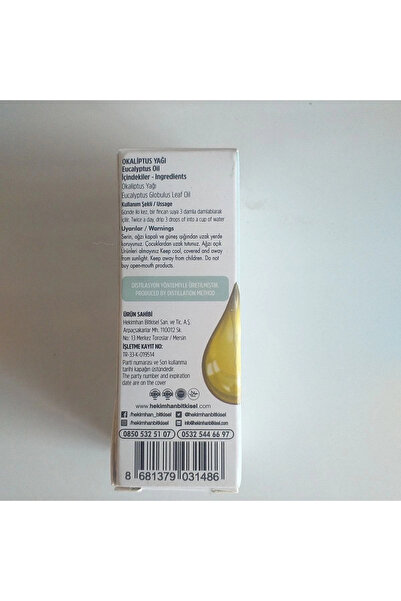 OKALİPTUS YAĞI
Eucalyptus Oil
İçindekiler - Ingredients
Okaliptus Yağı
Eucalyptus Globulus Leaf Oil
Kullanım Şekli / Ussage
Günde iki kez, bir fincan suya 3 damla damlatılarak
içilir. Twice a day, drip 3 drops of into a cup of water
Uyarılar / Warnings
Serin, ağzı kapalı ve güneş ışığından uzak yerde
koruyunuz. Çocuklardan uzak tutunuz. Ağzı açık
Ürünleri almayınız Keep cool, covered and away
from sunlight. Keep away from children. Do not
buy open-mouth products.
DİSTİLASYON YÖNTEMİYLE ÜRETİLMİŞTİR.
PRODUCED BY DISTILLATION METHOD
ÜRÜN SAHİBİ
Hekimhan Bitkisel San. ve Tic. A.Ş.
Arpaçsakarlar Mh. 110012 Sk.
No: 13 Merkez Toroslar / Mersin
İŞLETME KAYIT NO:
TR-33-K-019514
Parti numarası ve Son kullanma
tarihi kapağın üstündedir
The party number and expiration
date are on the cover
www.hekimhanbitkisel.com
/hekimhan_bitkisel
/hekimhanbitkisel
/hekimhanbitkisel
info@hekimhanbitkisel.com
0850 532 51 07
0532 544 66 97
8 681379 031486